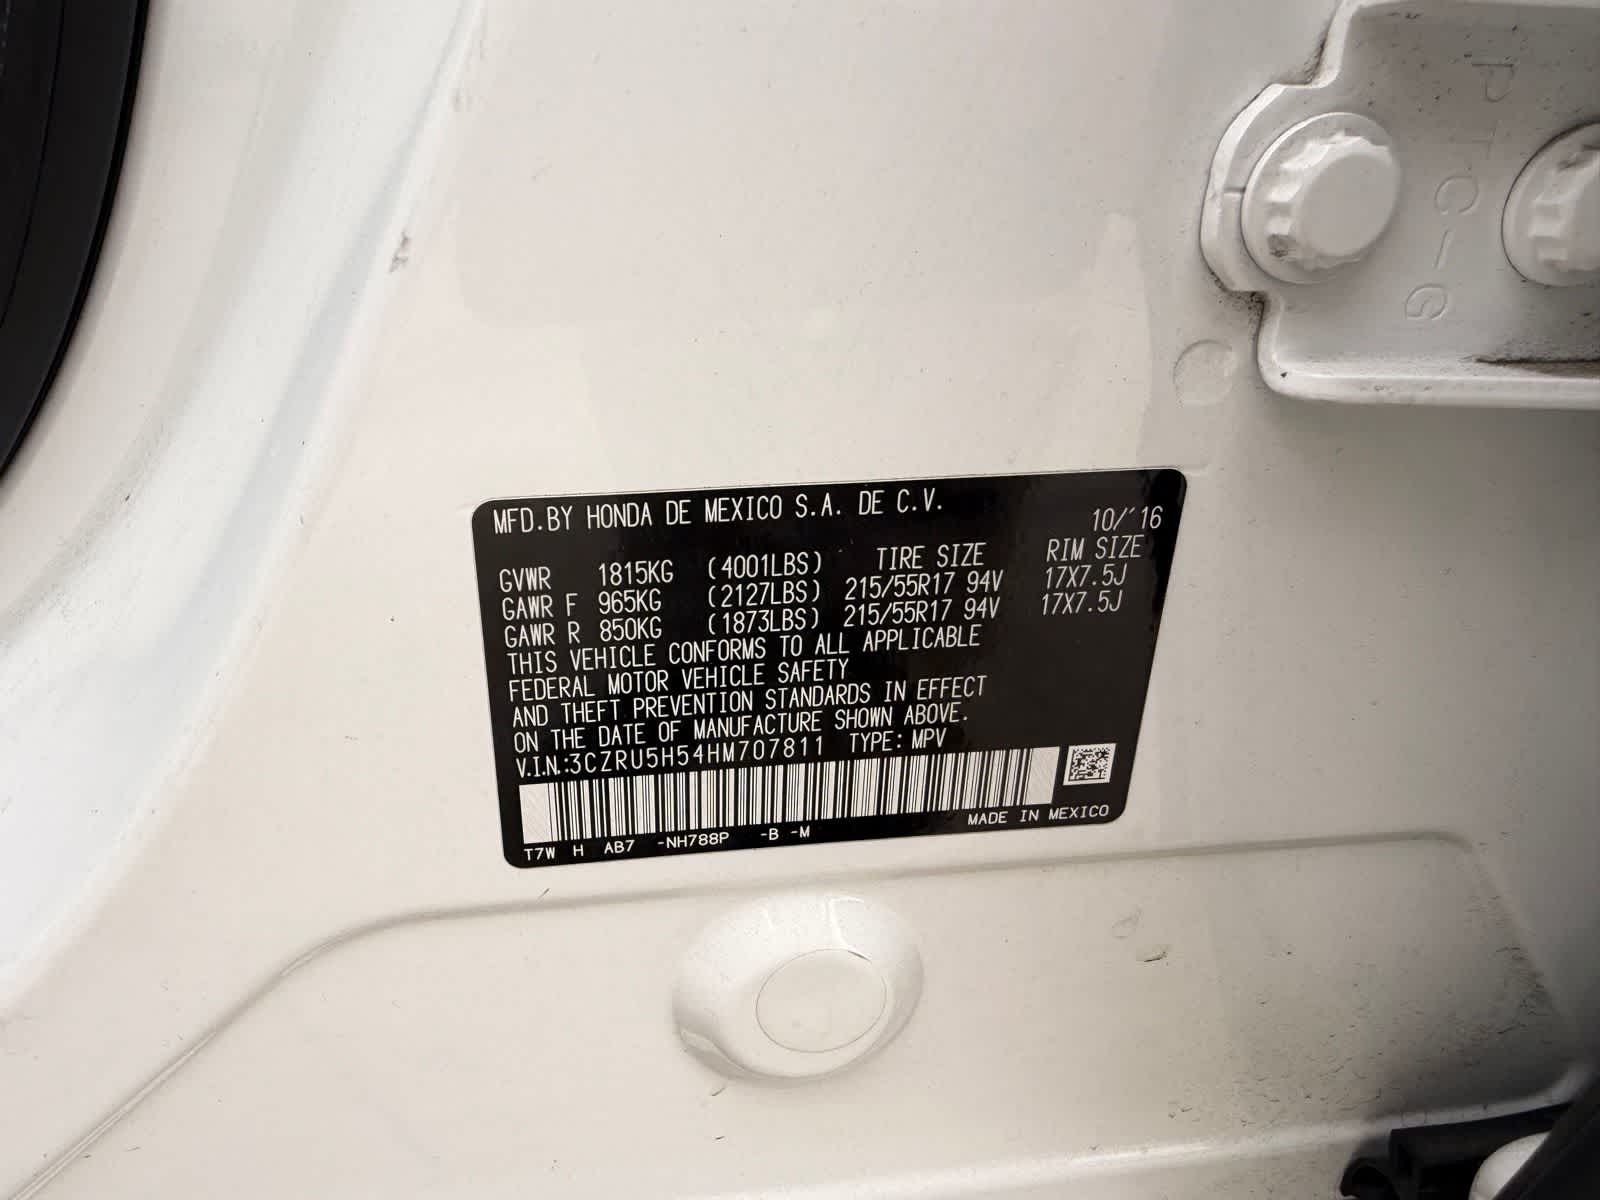 PTC-G
MFD.BY HONDA DE MEXICO S.A. DE C.V.
10/'16
GVWR 1815KG (4001LBS) TIRE SIZE RIM SIZE
GAWR F 965KG (2127LBS) 215/55R17 94V 17X7.5J
GAWR R 850KG (1873LBS) 215/55R17 94V 17X7.5J
THIS VEHICLE CONFORMS TO ALL APPLICABLE
FEDERAL MOTOR VEHICLE SAFETY
AND THEFT PREVENTION STANDARDS IN EFFECT
ON THE DATE OF MANUFACTURE SHOWN ABOVE.
V.I.N.:3CZRU5H54HM707811 TYPE: MPV
T7W H AB7 -NH788P -B -M MADE IN MEXICO